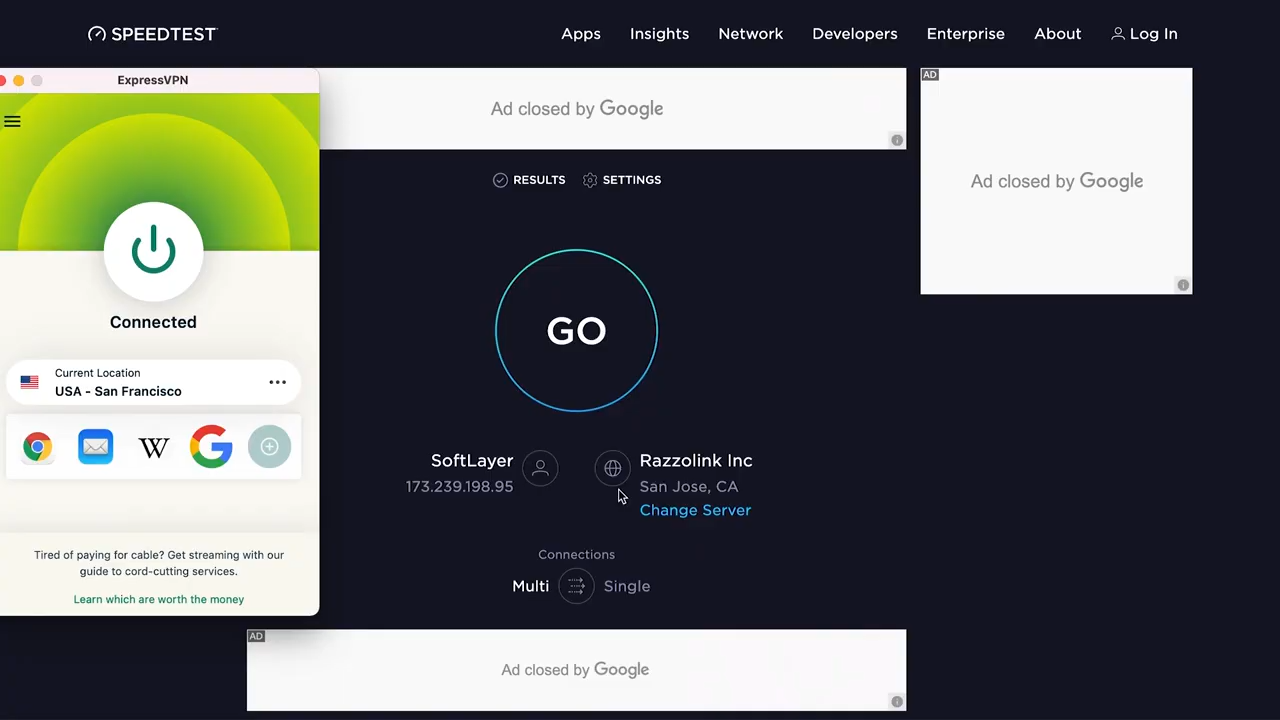 SPEEDTEST
Apps
Insights
Network
Developers
Enterprise
About
Log In
ExpressVPN
Connected
Current Location
USA - San Francisco
W
G
Tired of paying for cable? Get streaming with our
guide to cord-cutting services.
Learn which are worth the money
Ad closed by Google
AD
Ad closed by Google
RESULTS
SETTINGS
GO
SoftLayer
173.239.198.95
Razzolink Inc
San Jose, CA
Change Server
Connections
Multi
Single
AD
Ad closed by Google